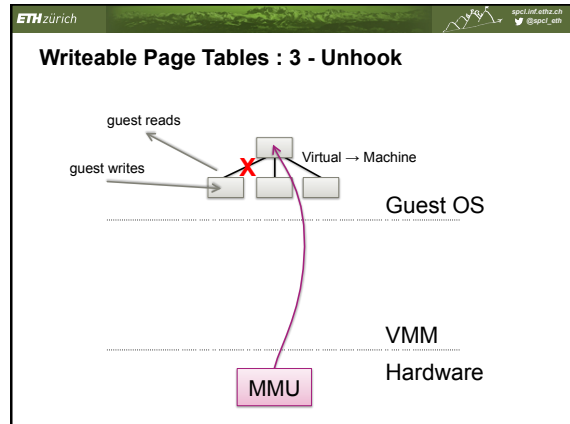 ETH zürich
spcl.inf.ethz.ch
@spcl_eth
Writeable Page Tables : 3 - Unhook
guest reads
X
Virtual → Machine
guest writes
Guest OS
VMM
Hardware
MMU